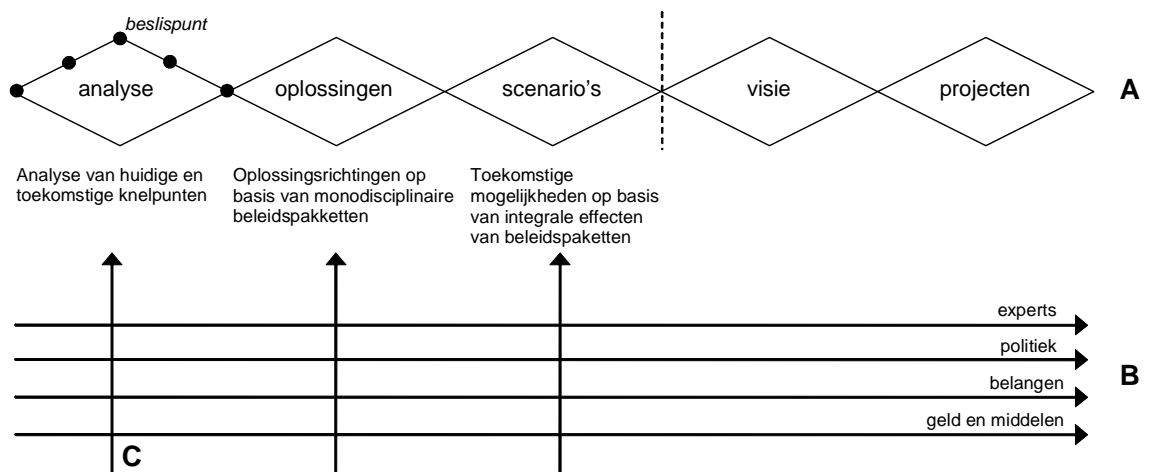 beslispunt
analyse
oplossingen
scenario's
visie
projecten
A
Analyse van huidige en
toekomstige knelpunten
Oplossingsrichtingen op
basis van monodisciplinaire
beleidspakketten
Toekomstige
mogelijkheden op basis
van integrale effecten
van beleidspaketten
experts
politiek
B
belangen
geld en middelen
C